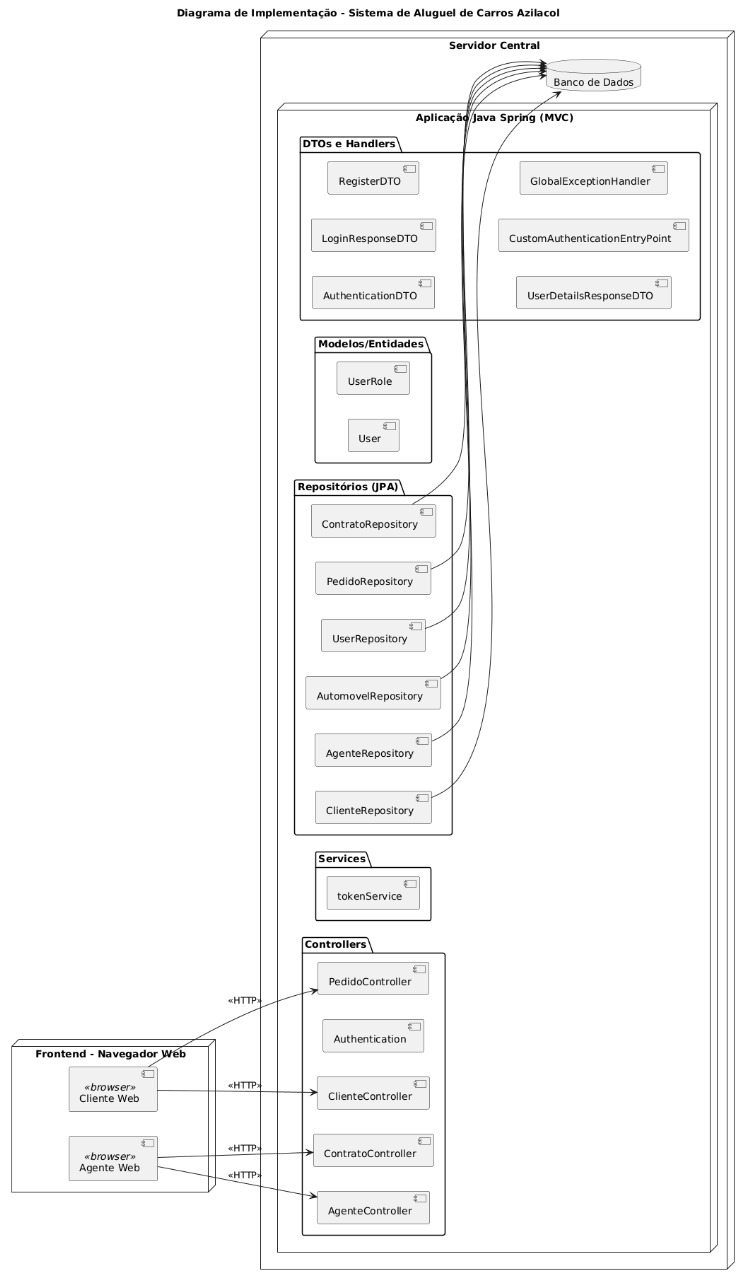 Diagrama de Implementação - Sistema de Aluguel de Carros Azilacol
Servidor Central
Banco de Dados
Aplicação Java Spring (MVC)
DTOs e Handlers
RegisterDTO
GlobalExceptionHandler
LoginResponseDTO
CustomAuthenticationEntryPoint
AuthenticationDTO
UserDetailsResponseDTO
Modelos/Entidades
UserRole
User
Repositórios (JPA)
ContratoRepository
PedidoRepository
UserRepository
AutomovelRepository
AgenteRepository
ClienteRepository
Services
tokenService
Controllers
PedidoController
«HTTP»
Authentication
Frontend - Navegador Web
«browser»
Cliente Web
«HTTP»
ClienteController
«browser»
Agente Web
«HTTP»
ContratoController
«HTTP»
AgenteController